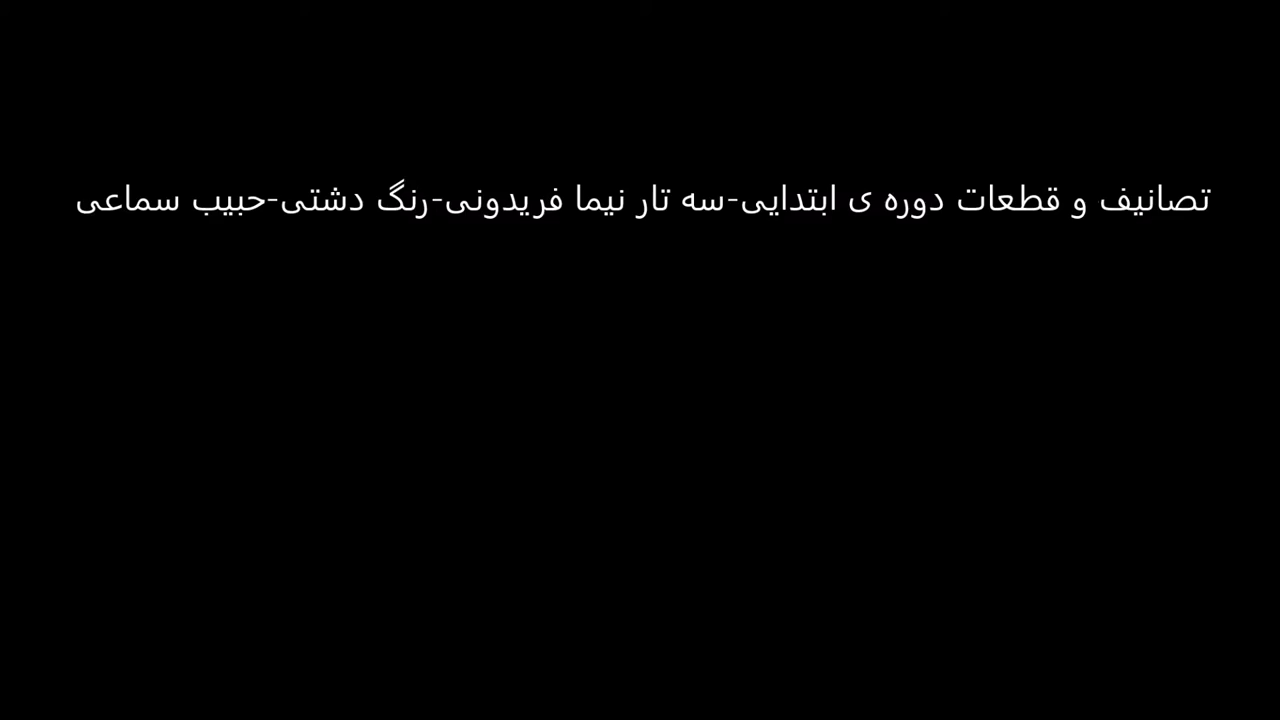 تصانیف و قطعات دوره ی ابتدایی-سه تار نیما فریدونی-رنگ دشتی-حبیب سماعی